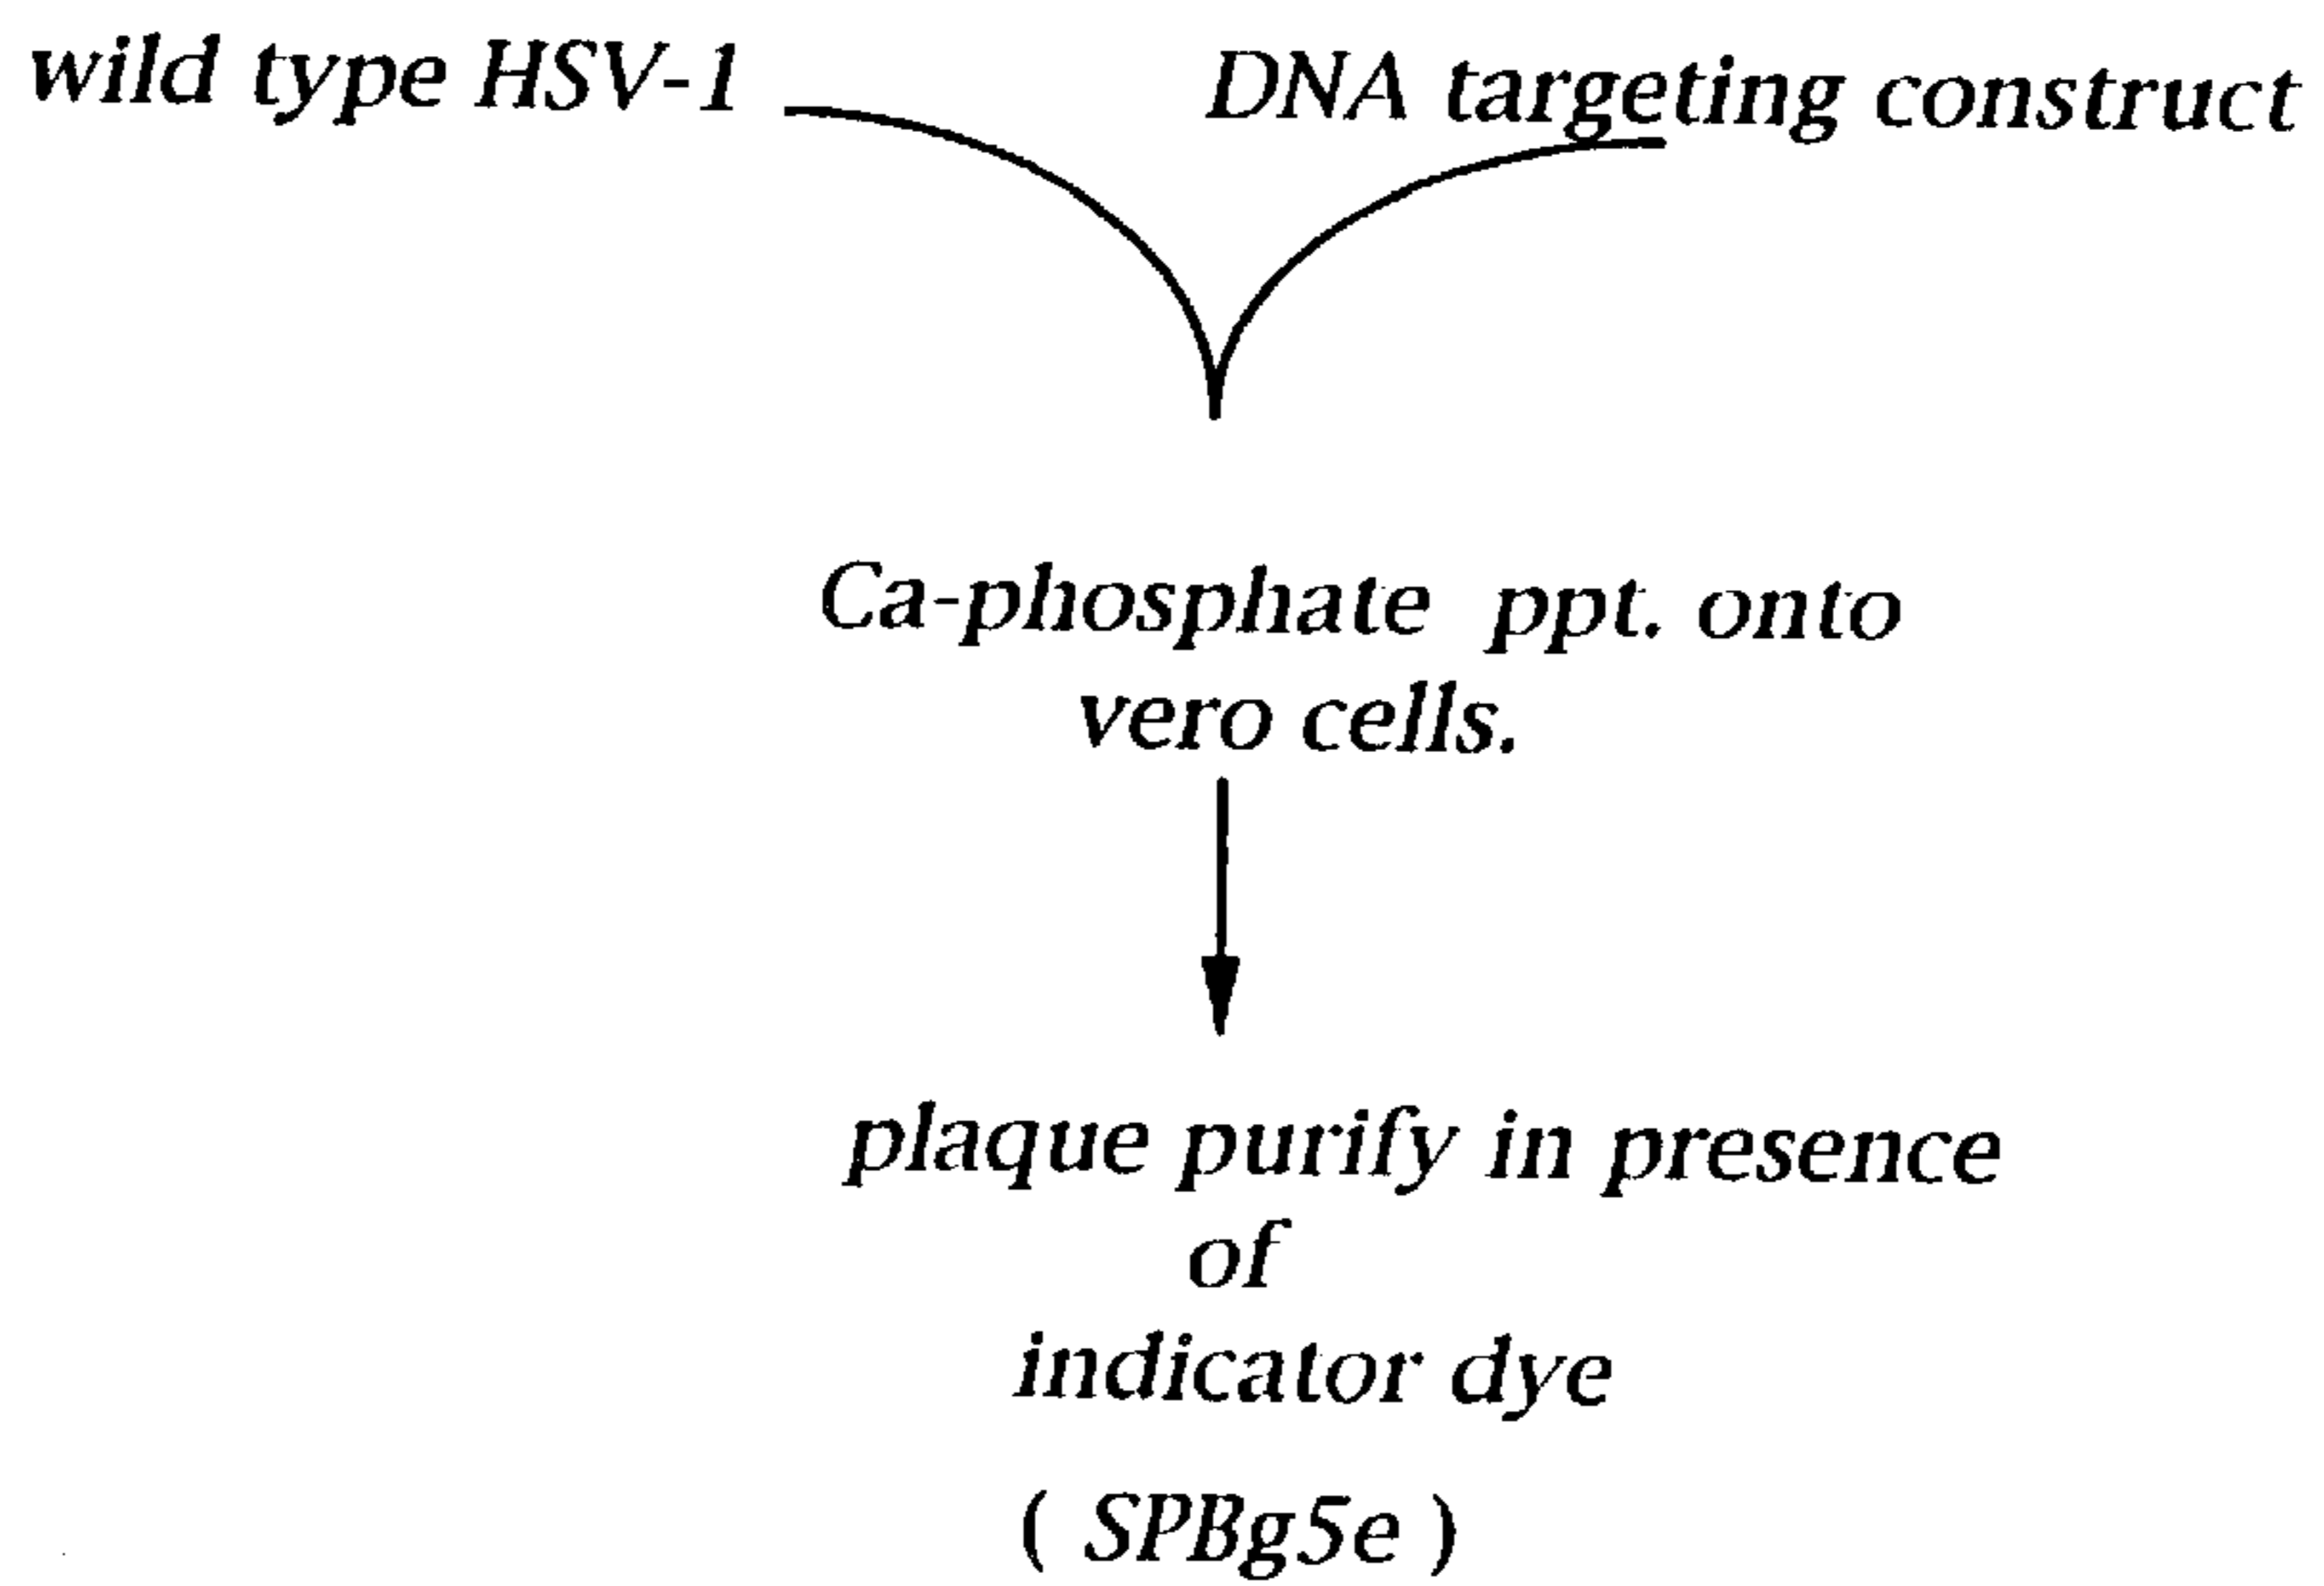 wild type HSV-1
DNA targeting construct
Ca-phosphate ppt. onto
vero cells.
plaque purify in presence
of
indicator dye
( SPBg5e )